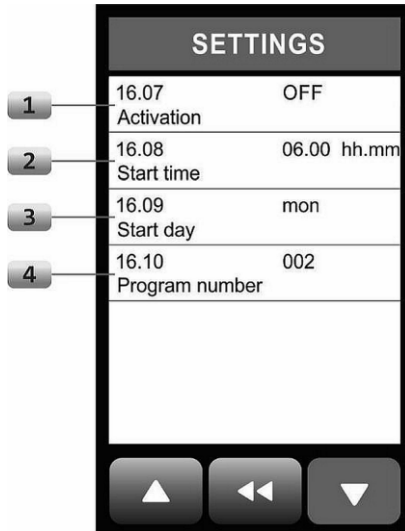 SETTINGS
1
16.07 OFF
Activation
2
16.08 06.00 hh.mm
Start time
3
16.09 mon
Start day
4
16.10 002
Program number